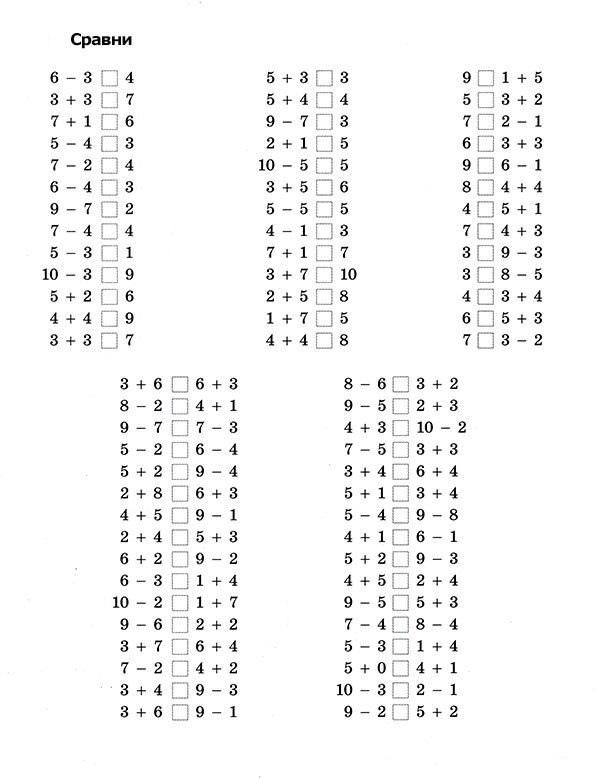 Сравни
6 − 3 □ 4
3 + 3 □ 7
7 + 1 □ 6
5 − 4 □ 3
7 − 2 □ 4
6 − 4 □ 3
9 − 7 □ 2
7 − 4 □ 4
5 − 3 □ 1
10 − 3 □ 9
5 + 2 □ 6
4 + 4 □ 9
3 + 3 □ 7
5 + 3 □ 3
5 + 4 □ 4
9 − 7 □ 3
2 + 1 □ 5
10 − 5 □ 5
3 + 5 □ 6
5 − 5 □ 5
4 − 1 □ 3
7 + 1 □ 7
3 + 7 □ 10
2 + 5 □ 8
1 + 7 □ 5
4 + 4 □ 8
9 □ 1 + 5
5 □ 3 + 2
7 □ 2 − 1
6 □ 3 + 3
9 □ 6 − 1
8 □ 4 + 4
4 □ 5 + 1
7 □ 4 + 3
3 □ 9 − 3
3 □ 8 − 5
4 □ 3 + 4
6 □ 5 + 3
7 □ 3 − 2
3 + 6 □ 6 + 3
8 − 2 □ 4 + 1
9 − 7 □ 7 − 3
5 − 2 □ 6 − 4
5 + 2 □ 9 − 4
2 + 8 □ 6 + 3
4 + 5 □ 9 − 1
2 + 4 □ 5 + 3
6 + 2 □ 9 − 2
6 − 3 □ 1 + 4
10 − 2 □ 1 + 7
9 − 6 □ 2 + 2
3 + 7 □ 6 + 4
7 − 2 □ 4 + 2
3 + 4 □ 9 − 3
3 + 6 □ 9 − 1
8 − 6 □ 3 + 2
9 − 5 □ 2 + 3
4 + 3 □ 10 − 2
7 − 5 □ 3 + 3
3 + 4 □ 6 + 4
5 + 1 □ 3 + 4
5 − 4 □ 9 − 8
4 + 1 □ 6 − 1
5 + 2 □ 9 − 3
4 + 5 □ 2 + 4
9 − 5 □ 5 + 3
7 − 4 □ 8 − 4
5 − 3 □ 1 + 4
5 + 0 □ 4 + 1
10 − 3 □ 2 − 1
9 − 2 □ 5 + 2